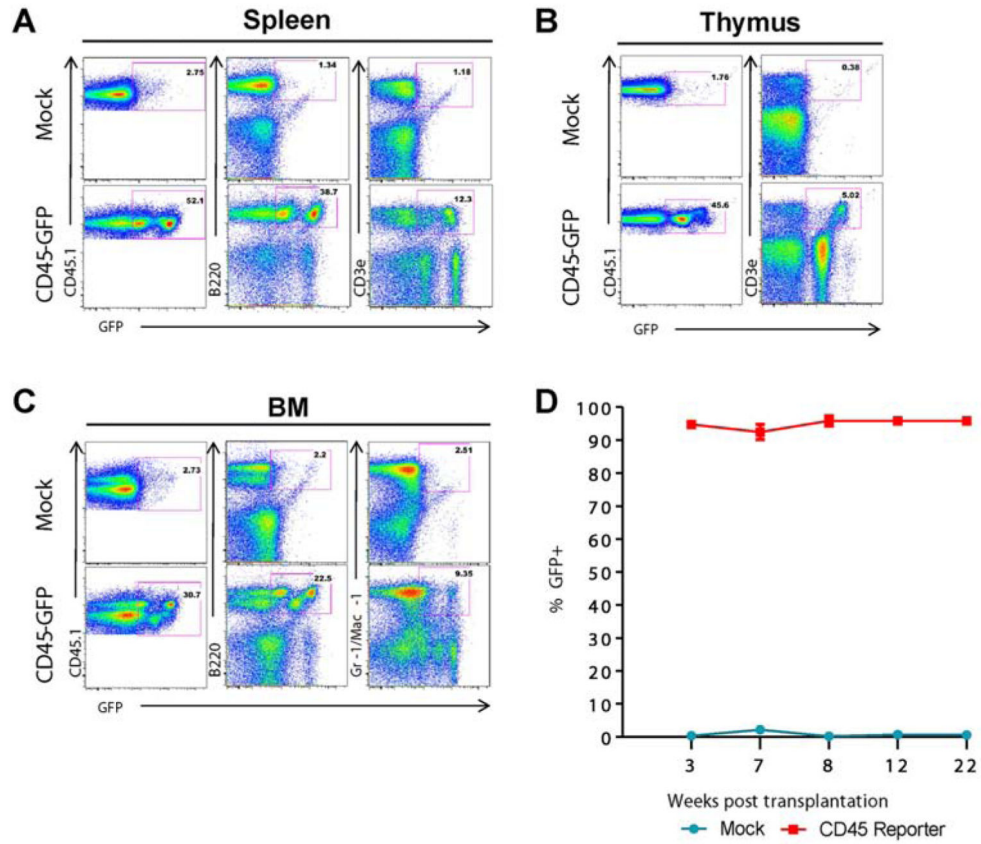 A
Spleen
Mock
CD45.1
2.75
B220
1.34
CD3e
1.18
CD45-GFP
52.1
38.7
12.3
GFP
B
Thymus
Mock
CD45.1
1.76
CD3e
0.38
CD45-GFP
45.6
5.02
GFP
C
BM
Mock
CD45.1
2.73
B220
2.2
Gr -1/Mac -1
2.51
CD45-GFP
30.7
22.5
9.35
GFP
D
% GFP+
100
90
80
70
60
50
40
30
20
10
0
3 7 8 12 22
Weeks post transplantation
Mock CD45 Reporter